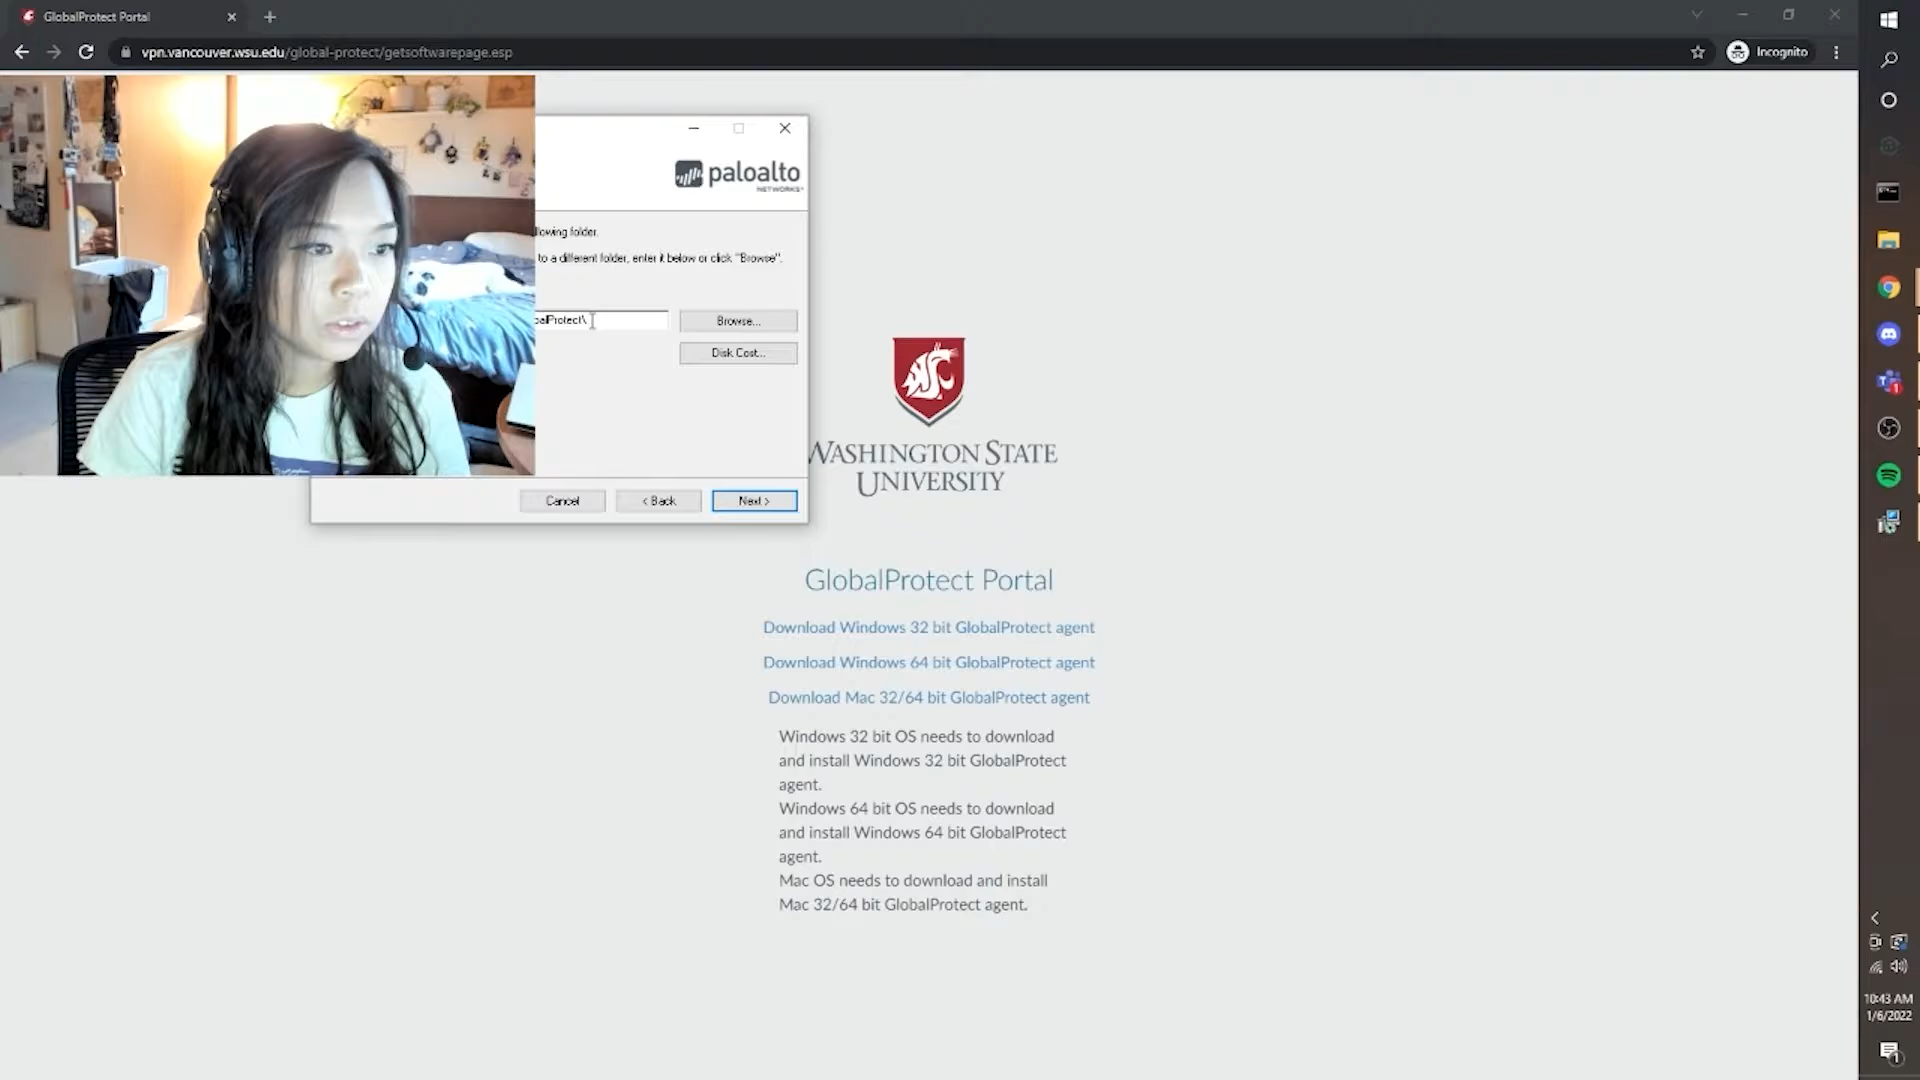 GlobalProtect Portal
vpn.vancouver.wsu.edu/global-protect/getsoftwarepage.esp
Incognito
paloalto
NETWORKS
llowing folder.
to a different folder, enter it below or click "Browse".
balProtect\
Browse...
Disk Cost...
Cancel
< Back
Next >
WASHINGTON STATE
UNIVERSITY
GlobalProtect Portal
Download Windows 32 bit GlobalProtect agent
Download Windows 64 bit GlobalProtect agent
Download Mac 32/64 bit GlobalProtect agent
Windows 32 bit OS needs to download
and install Windows 32 bit GlobalProtect
agent.
Windows 64 bit OS needs to download
and install Windows 64 bit GlobalProtect
agent.
Mac OS needs to download and install
Mac 32/64 bit GlobalProtect agent.
10:43 AM
1/6/2022